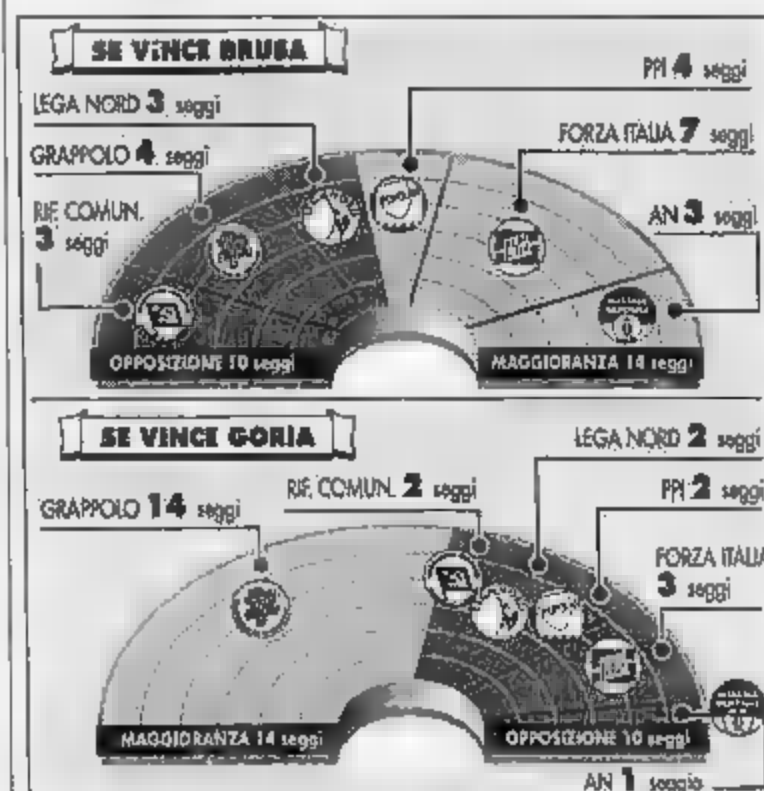 SE VINCE BRUSA
PPI 4 seggi
LEGA NORD 3 seggi
FORZA ITALIA 7 seggi
GRAPPOLO 4 seggi
RIF. COMUN.
3 seggi
AN 3 seggi
OPPOSIZIONE 10 seggi
MAGGIORANZA 14 seggi
SE VINCE GORIA
LEGA NORD 2 seggi
RIF. COMUN. 2 seggi
PPI 2 seggi
GRAPPOLO 14 seggi
FORZA ITALIA
3 seggi
MAGGIORANZA 14 seggi
OPPOSIZIONE 10 seggi
AN 1 seggio